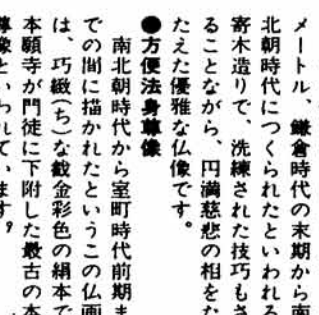 メートル、鎌倉時代の末期から南
北朝時代につくられたといわれる
寄木造りで、洗練された技巧もさ
ることながら、円満慈悲の相をた
たえた優雅な仏像です。
●方便法身尊像
南北朝時代から室町時代前期ま
での間に描かれたというこの仏画
は、巧緻(ち)な截金彩色の絹本で
本願寺が門徒に下附した最古の本
尊像といわれています。